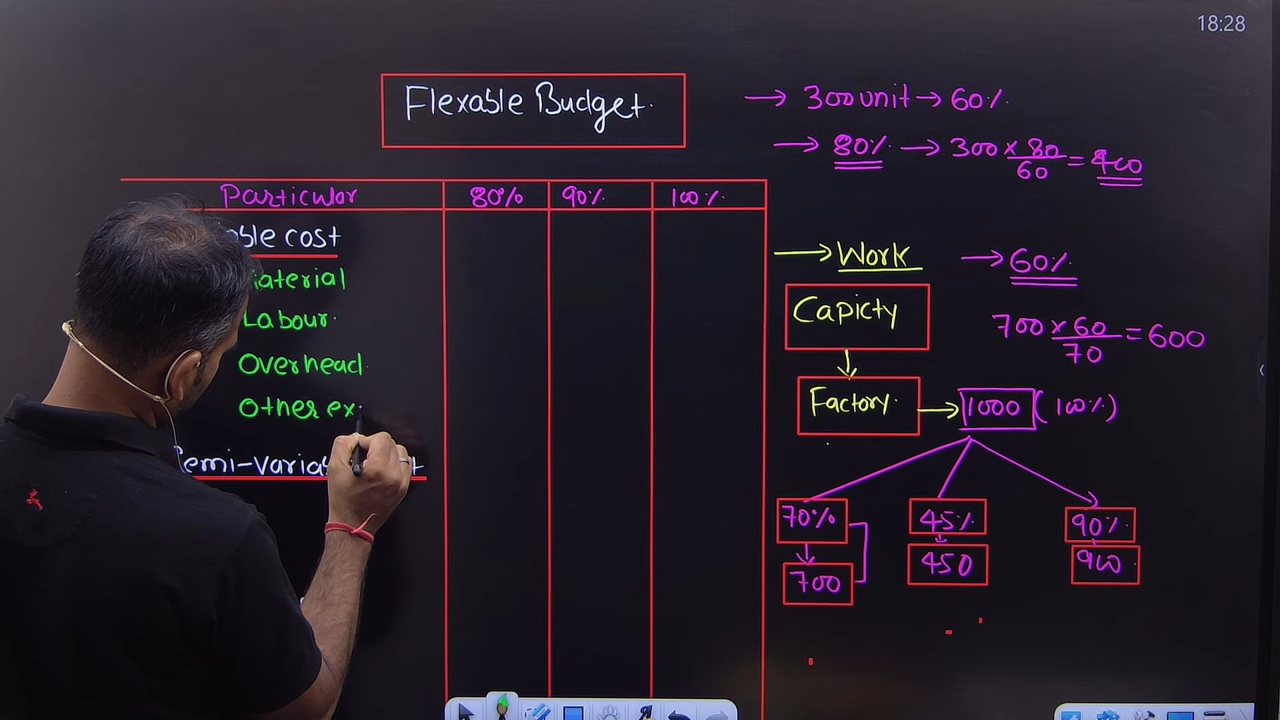 18:28
Flexable Budget.
→ 300 unit → 60%
→ 80% → 300 × 80/60 = 400
Particular 80% 90% 100%
ble cost
aterial
Labour.
Overhead.
Other ex.
emi-Varia t
→ Work → 60%
Capicty
700 × 60/70 = 600
Factory. → 1000 (100%)
70% 45% 90%
700 450 900